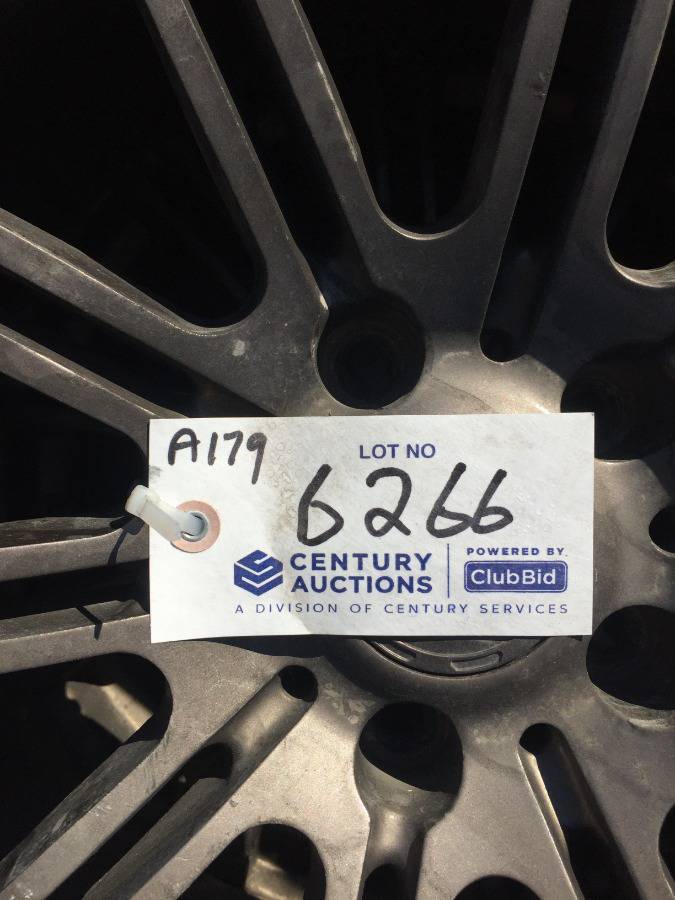 A179
LOT NO
6266
CENTURY
AUCTIONS
POWERED BY.
ClubBid
A DIVISION OF CENTURY SERVICES